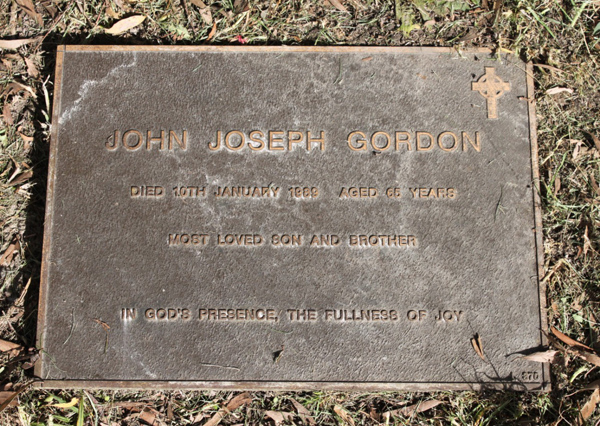 JOHN JOSEPH GORDON
DIED 10TH JANUARY AGED YEARS
MOST LOVED SON AND BROTHER
IN GOD'S PRESENCE, THE FULLNESS OF JOY